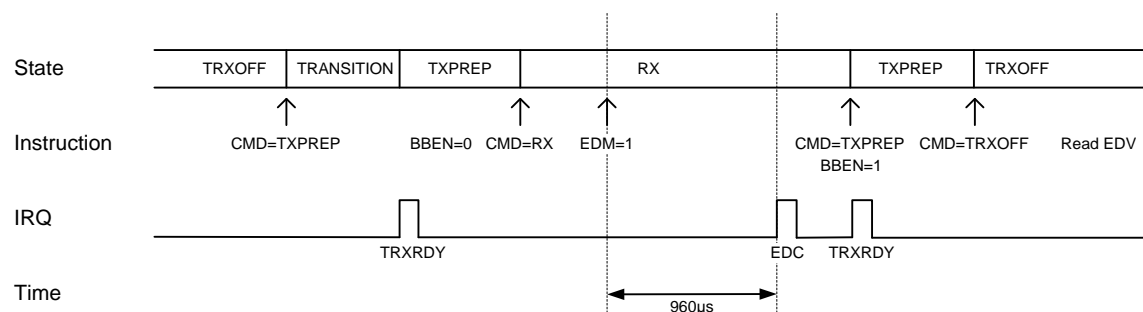 State TRXOFF TRANSITION TXPREP RX TXPREP TRXOFF
Instruction CMD=TXPREP BBEN=0 CMD=RX EDM=1 CMD=TXPREP CMD=TRXOFF Read EDV
BBEN=1
IRQ
TRXRDY EDC TRXRDY
Time
960µs